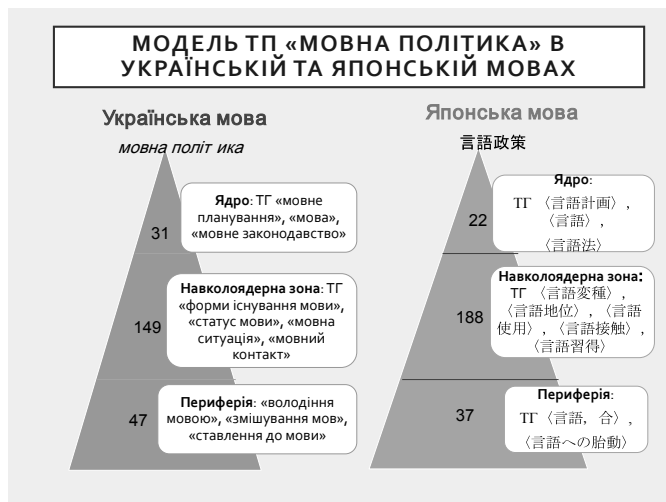 МОДЕЛЬ ТП «МОВНА ПОЛІТИКА» В
УКРАЇНСЬКІЙ ТА ЯПОНСЬКІЙ МОВАХ
Українська мова
мовна політ ика
31
Ядро: ТГ «мовне
планування», «мова»,
«мовне законодавство»
149
Навколоядерна зона: ТГ
«форми існування мови»,
«статус мови», «мовна
ситуація», «мовний
контакт»
47
Периферія: «володіння
мовою», «змішування мов»,
«ставлення до мови»
Японська мова
言語政策
22
Ядро:
ТГ 〈言語計画〉,
〈言語〉,
〈言語法〉
188
Навколоядерна зона:
ТГ 〈言語変種〉,
〈言語地位〉, 〈言語
使用〉, 〈言語接触〉,
〈言語習得〉
37
Периферія:
ТГ 〈言語, 合〉,
〈言語への胎動〉